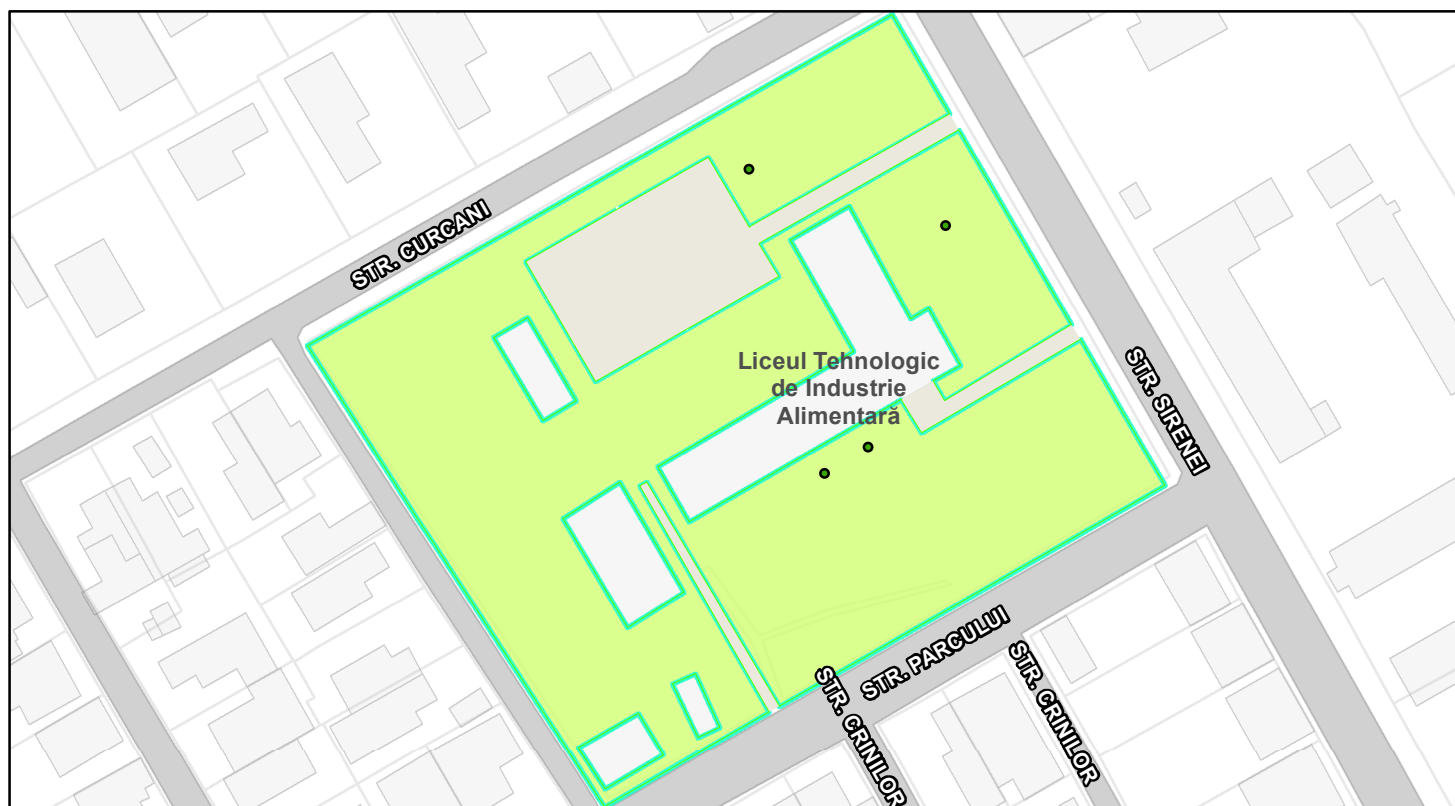 STR. CURCANI
Liceul Tehnologic
de Industrie
Alimentară
STR. SIRENEI
STR. PARCULUI
STR. CRINILOR
STR. CRINILOR